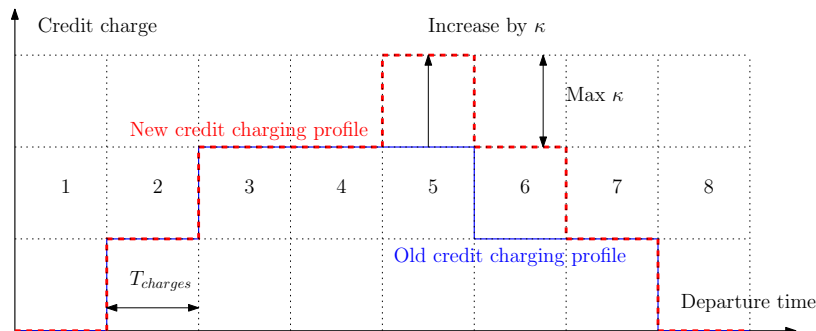 Credit charge
Increase by κ
Max κ
New credit charging profile
1 2 3 4 5 6 7 8
Old credit charging profile
T_charges
Departure time